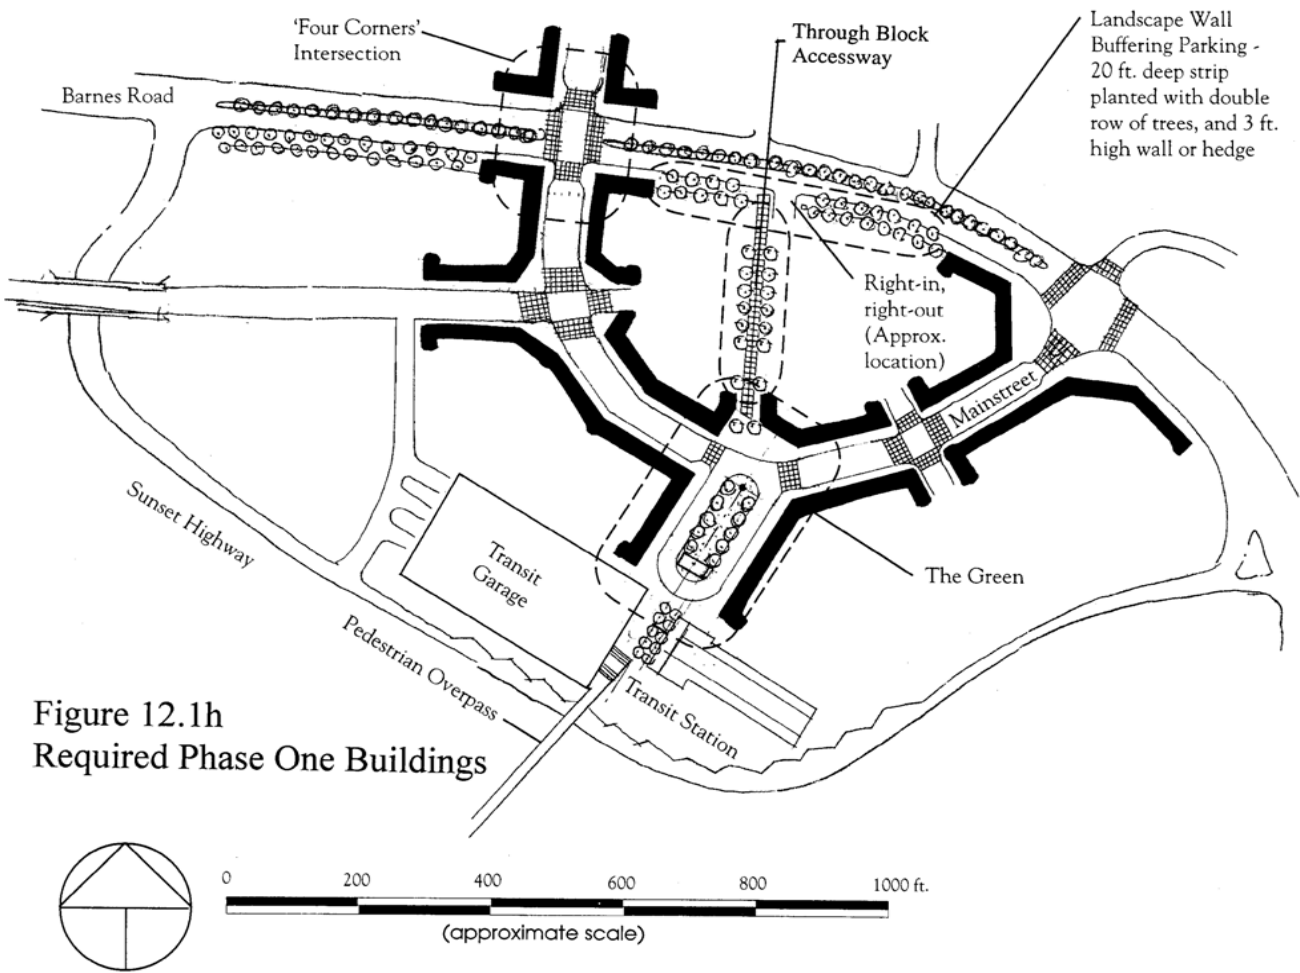 'Four Corners'
Intersection
Through Block
Accessway
Landscape Wall
Buffering Parking -
20 ft. deep strip
planted with double
row of trees, and 3 ft.
high wall or hedge
Barnes Road
Right-in,
right-out
(Approx.
location)
Mainstreet
Sunset Highway
Transit
Garage
The Green
Pedestrian Overpass
Transit Station
Figure 12.1h
Required Phase One Buildings
0 200 400 600 800 1000 ft.
(approximate scale)